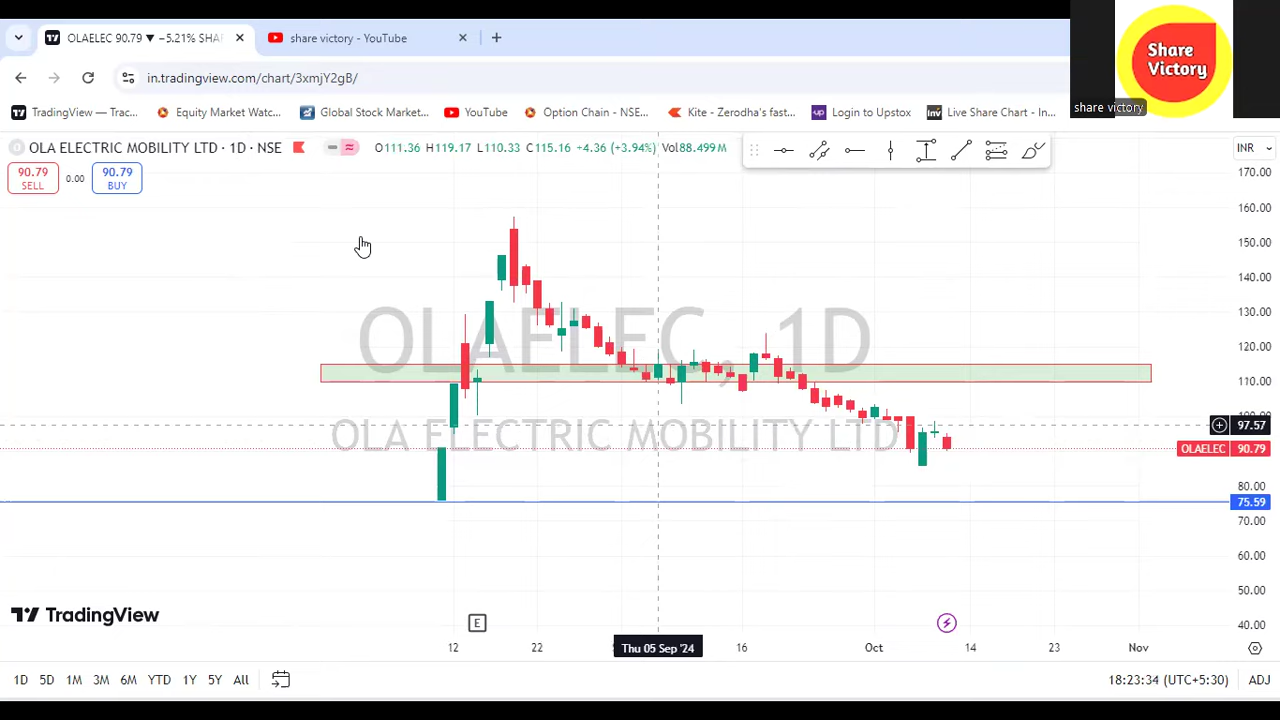 OLAELEC 90.79 ▼ −5.21% SHA
share victory - YouTube
in.tradingview.com/chart/3xmjY2gB/
TradingView — Trac...
Equity Market Watc...
Global Stock Market...
YouTube
Option Chain - NSE...
Kite - Zerodha's fast...
Login to Upstox
Live Share Chart - In...
Share
Victory
share victory
OLA ELECTRIC MOBILITY LTD · 1D · NSE
O111.36 H119.17 L110.33 C115.16 +4.36 (+3.94%) Vol88.499M
INR
90.79
SELL
0.00
90.79
BUY
170.00
160.00
150.00
140.00
130.00
120.00
110.00
100.00
97.57
OLAELEC 90.79
80.00
75.59
70.00
60.00
50.00
40.00
OLAELEC, 1D
OLA ELECTRIC MOBILITY LTD
TradingView
E
12
22
Thu 05 Sep '24
16
Oct
14
23
Nov
1D 5D 1M 3M 6M YTD 1Y 5Y All
18:23:34 (UTC+5:30)
ADJ